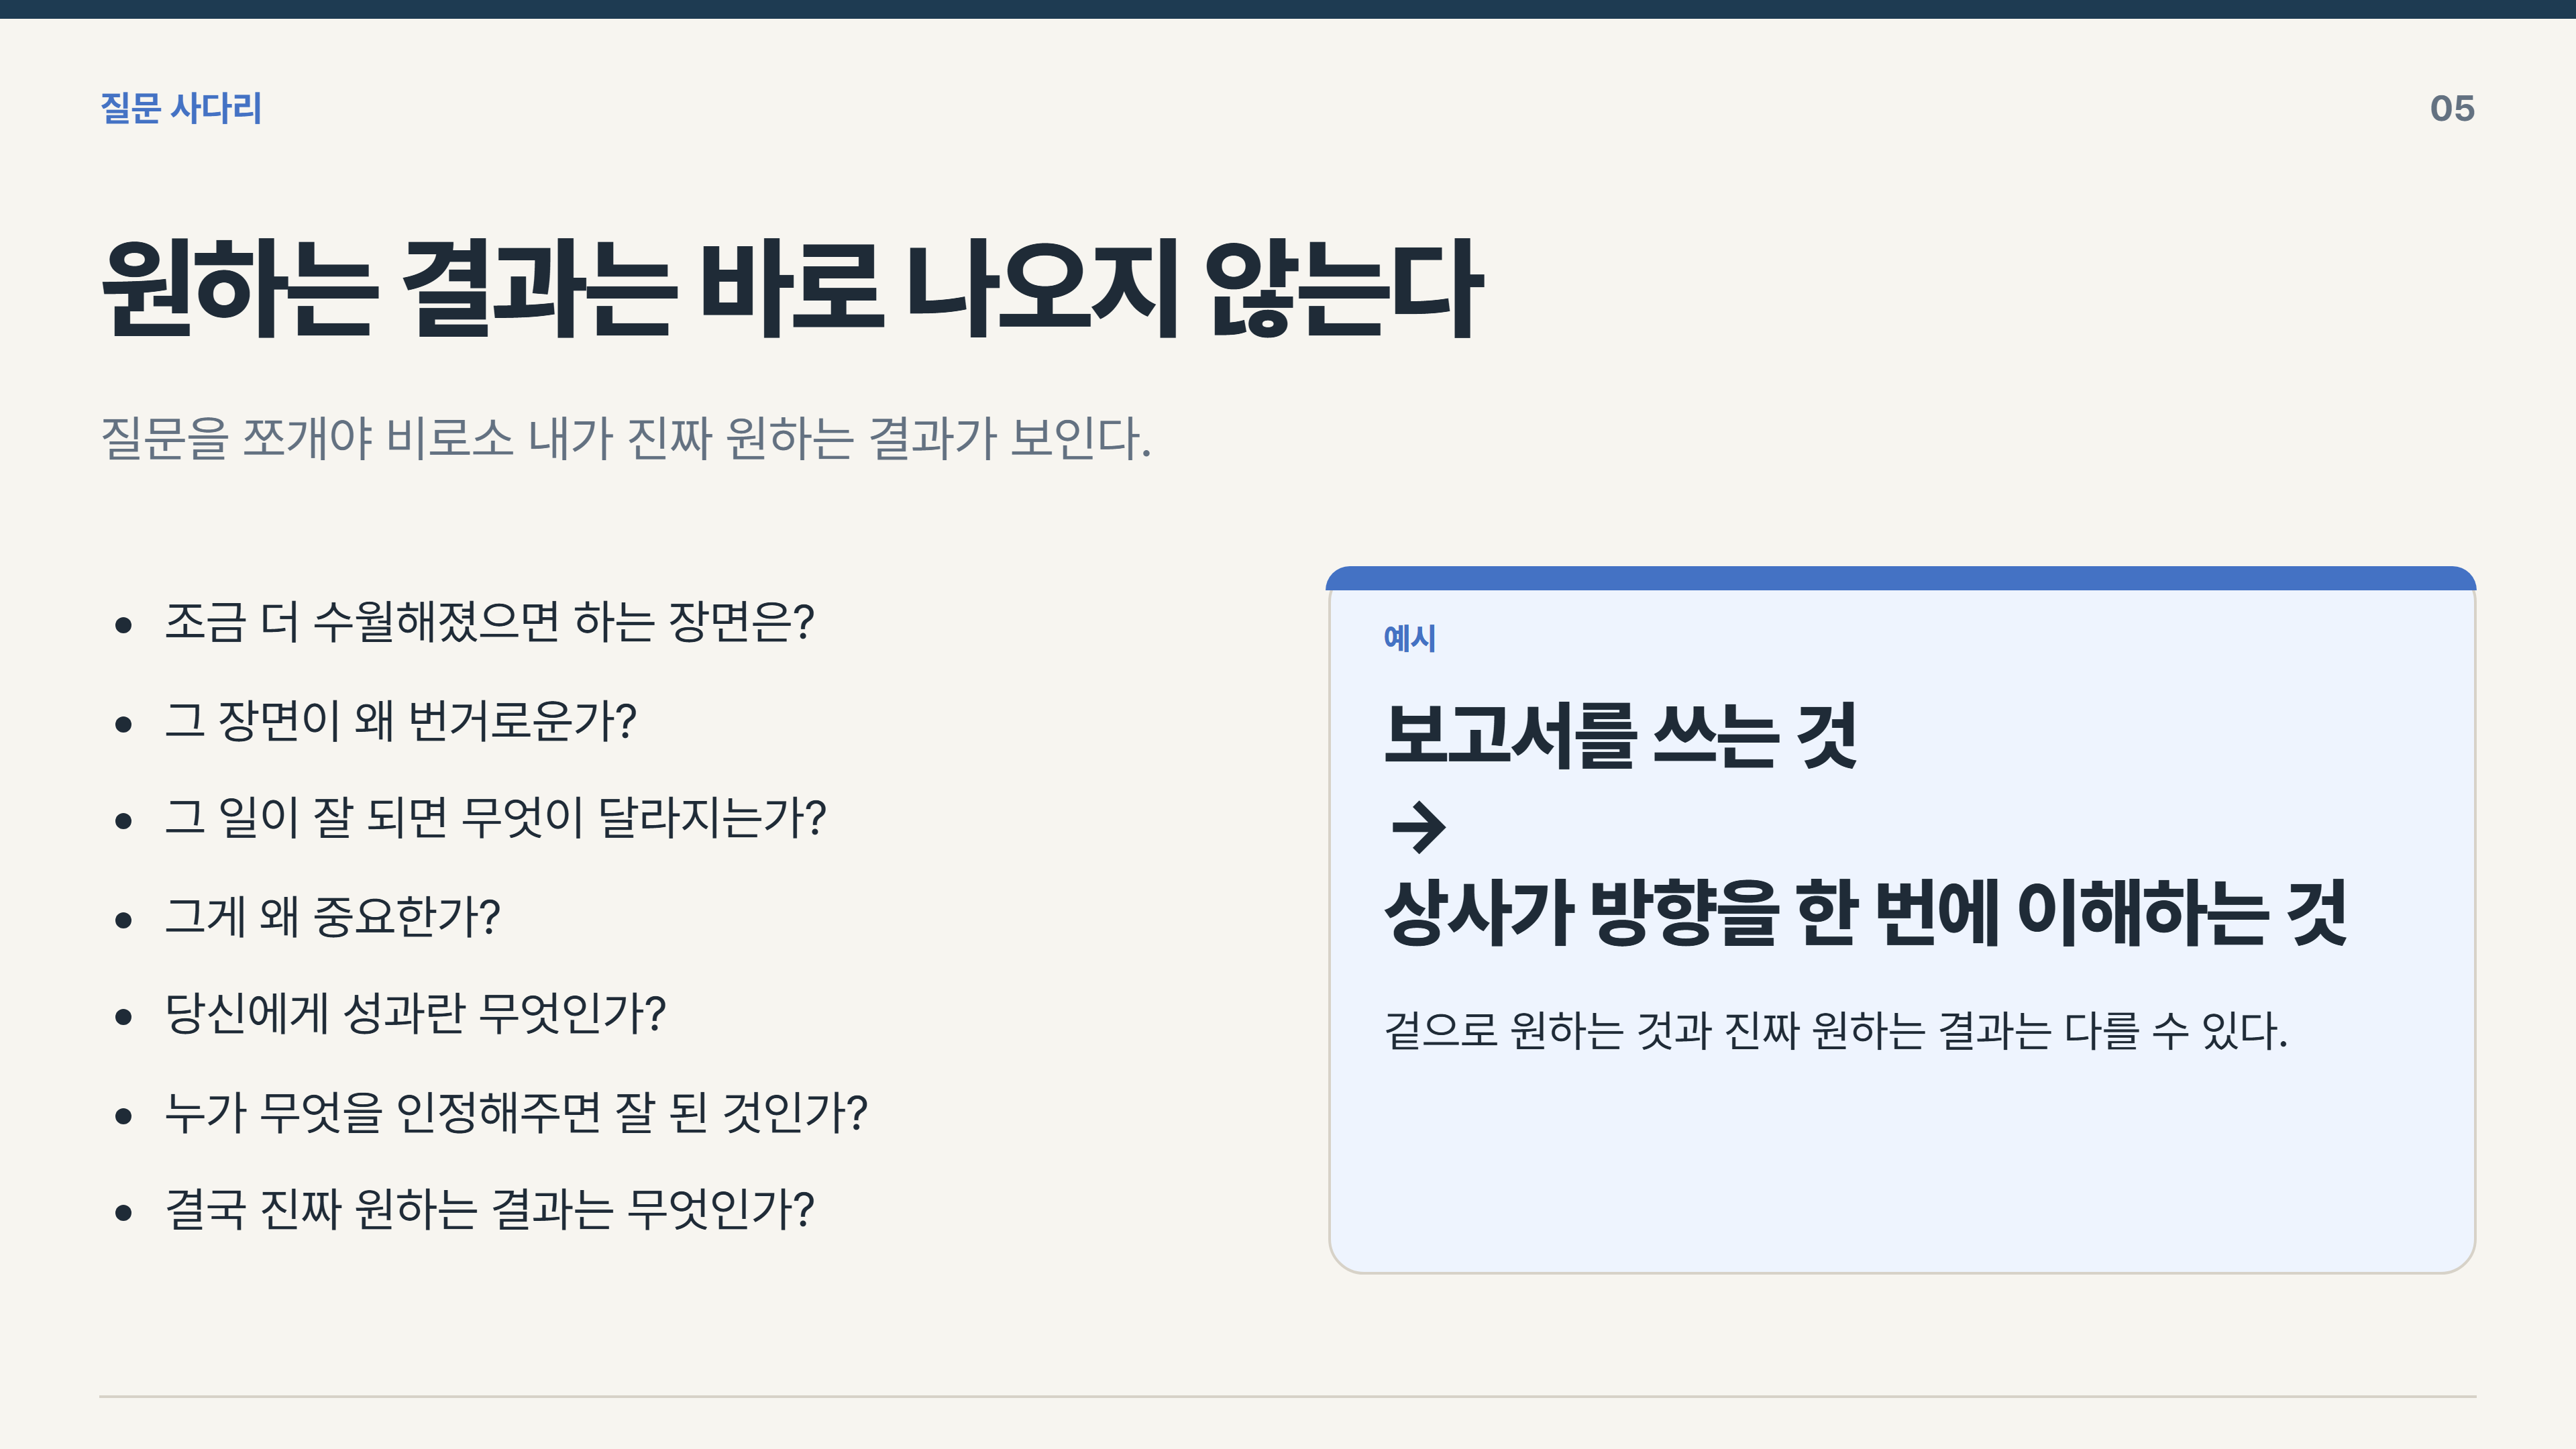 질문 사다리
05
원하는 결과는 바로 나오지 않는다
질문을 쪼개야 비로소 내가 진짜 원하는 결과가 보인다.
• 조금 더 수월해졌으면 하는 장면은?
• 그 장면이 왜 번거로운가?
• 그 일이 잘 되면 무엇이 달라지는가?
• 그게 왜 중요한가?
• 당신에게 성과란 무엇인가?
• 누가 무엇을 인정해주면 잘 된 것인가?
• 결국 진짜 원하는 결과는 무엇인가?
예시
보고서를 쓰는 것
→
상사가 방향을 한 번에 이해하는 것
겉으로 원하는 것과 진짜 원하는 결과는 다를 수 있다.